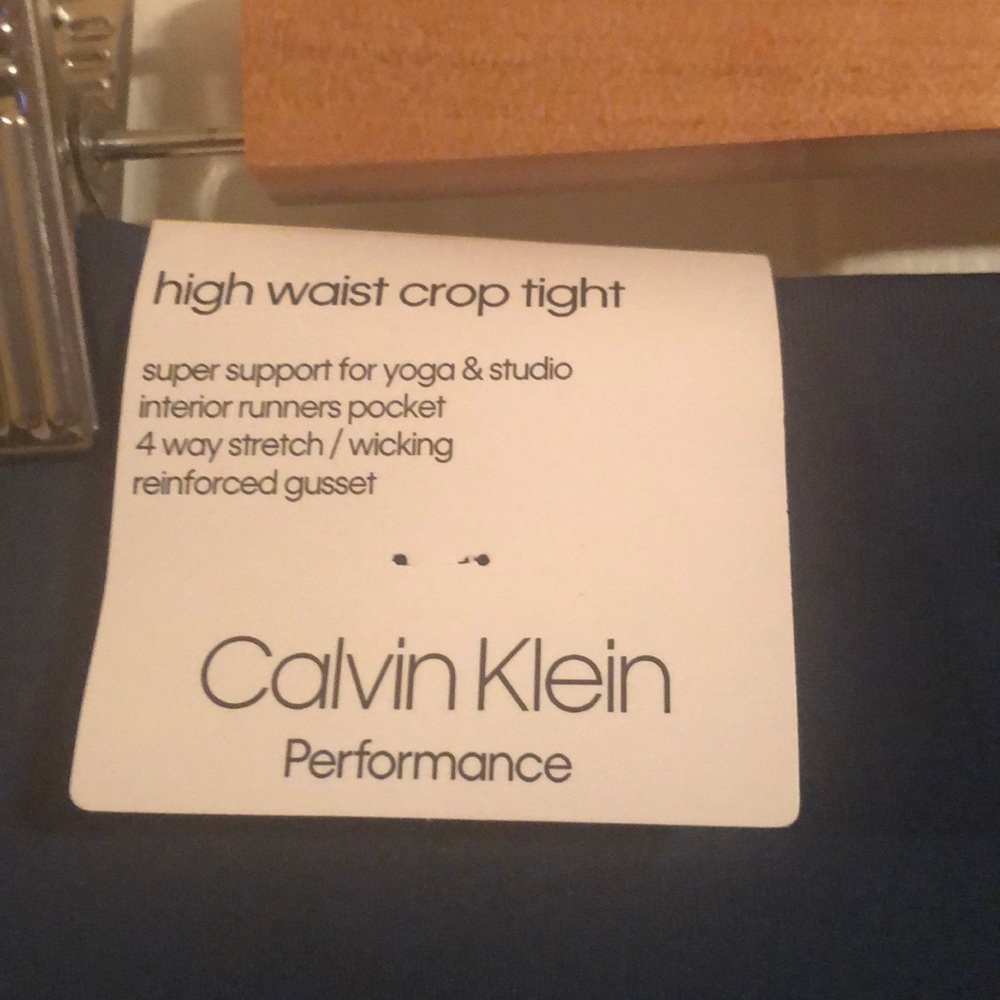 high waist crop tight
super support for yoga & studio
interior runners pocket
4 way stretch / wicking
reinforced gusset
Calvin Klein
Performance